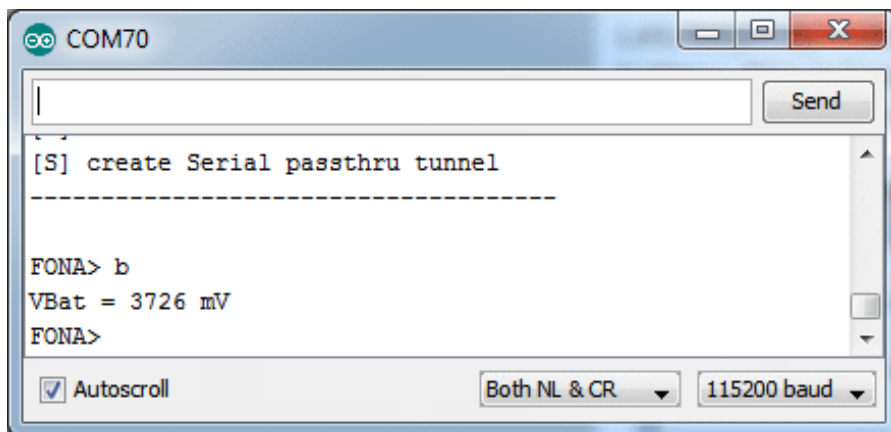 COM70
Send
[S] create Serial passthru tunnel
-------------------------------------
FONA> b
VBat = 3726 mV
FONA>
Autoscroll
Both NL & CR
115200 baud